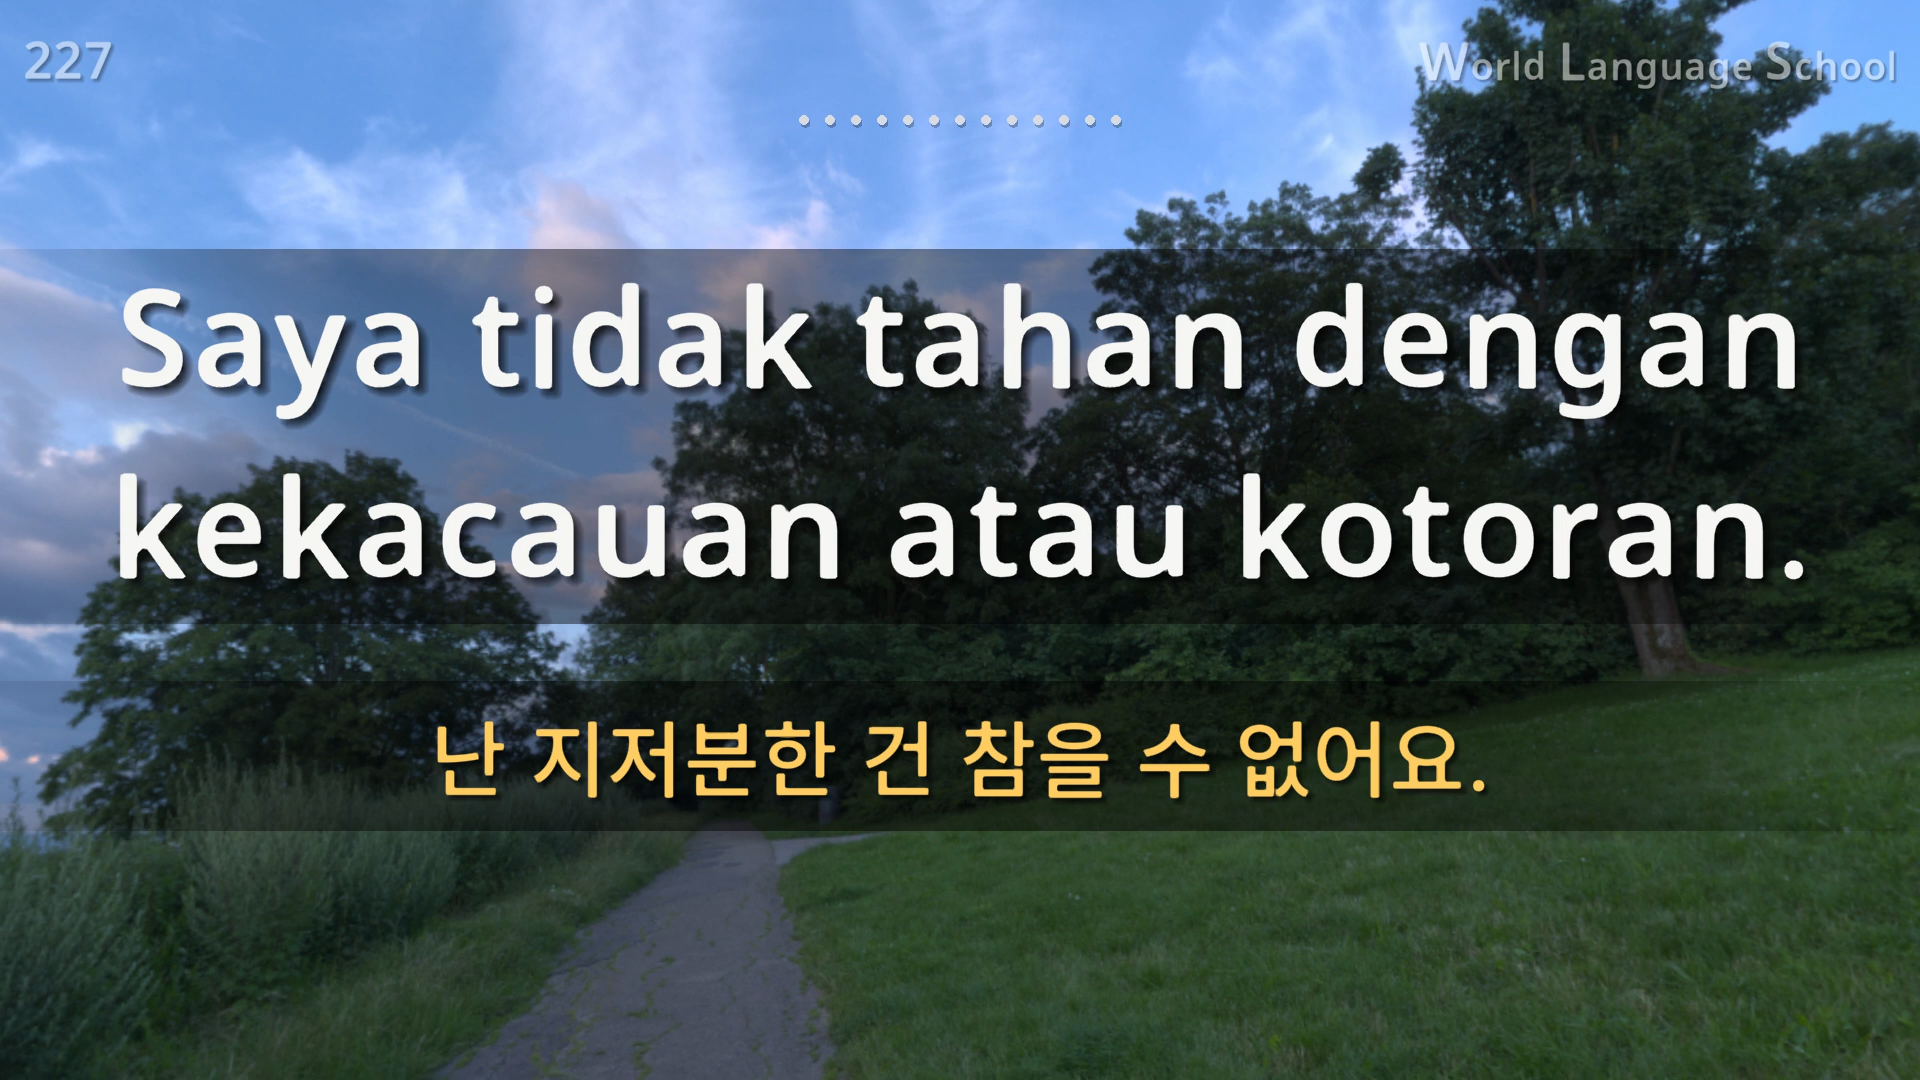 227
World Language School
Saya tidak tahan dengan
kekacauan atau kotoran.
난 지저분한 건 참을 수 없어요.